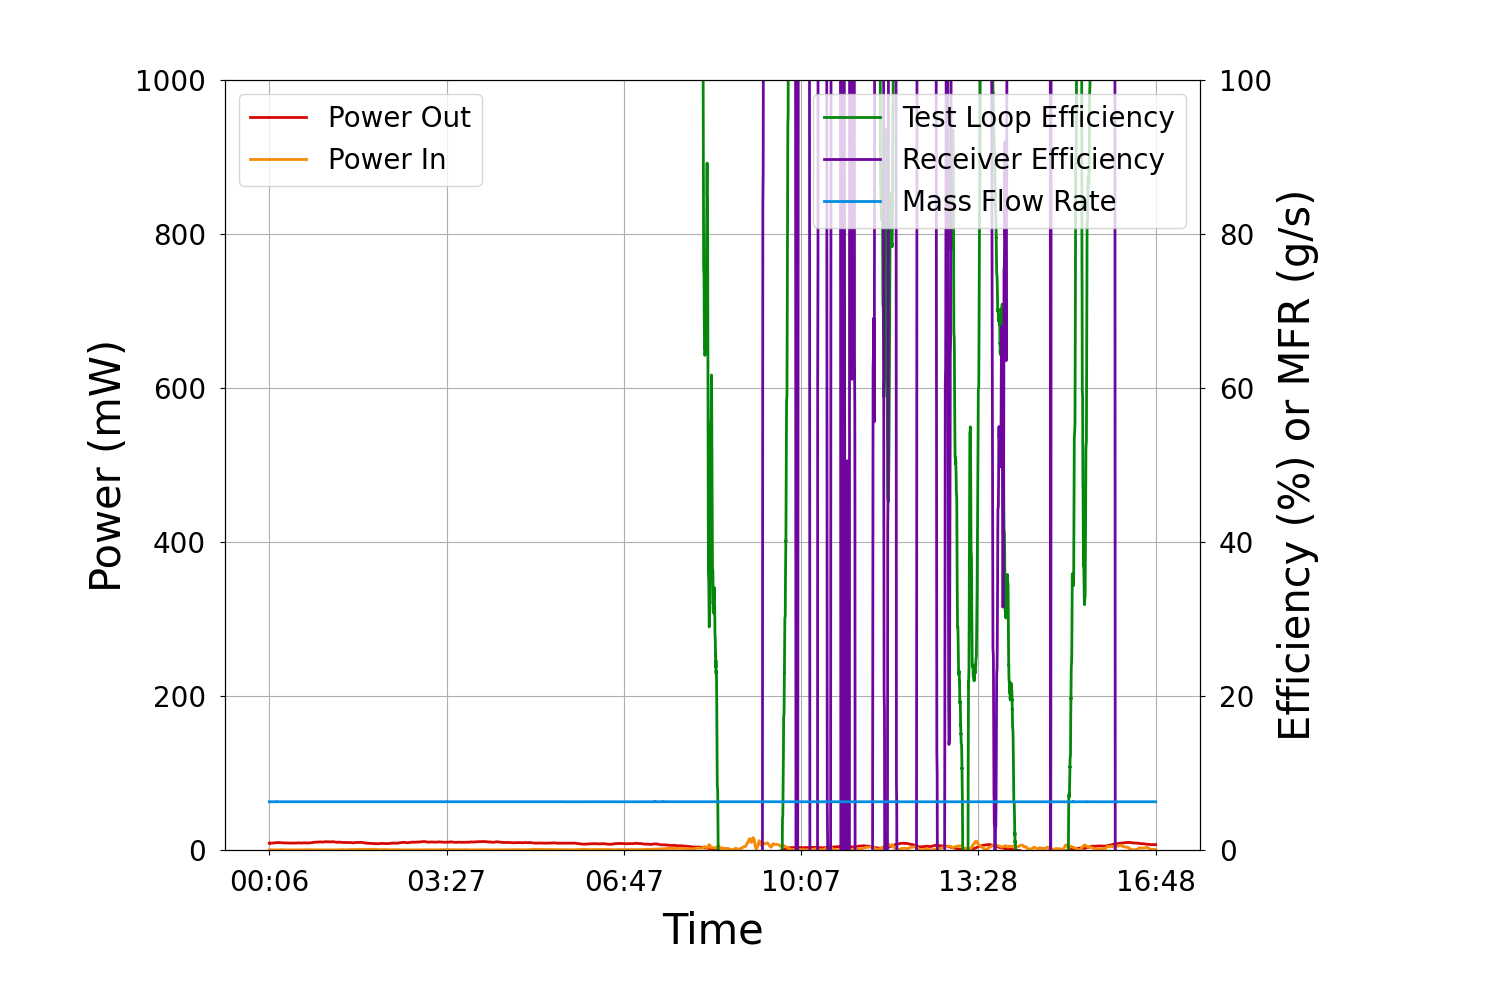 1000
800
600
400
200
0
Power (mW)
Power Out
Power In
Test Loop Efficiency
Receiver Efficiency
Mass Flow Rate
100
80
60
40
20
0
Efficiency (%) or MFR (g/s)
00:06 03:27 06:47 10:07 13:28 16:48
Time